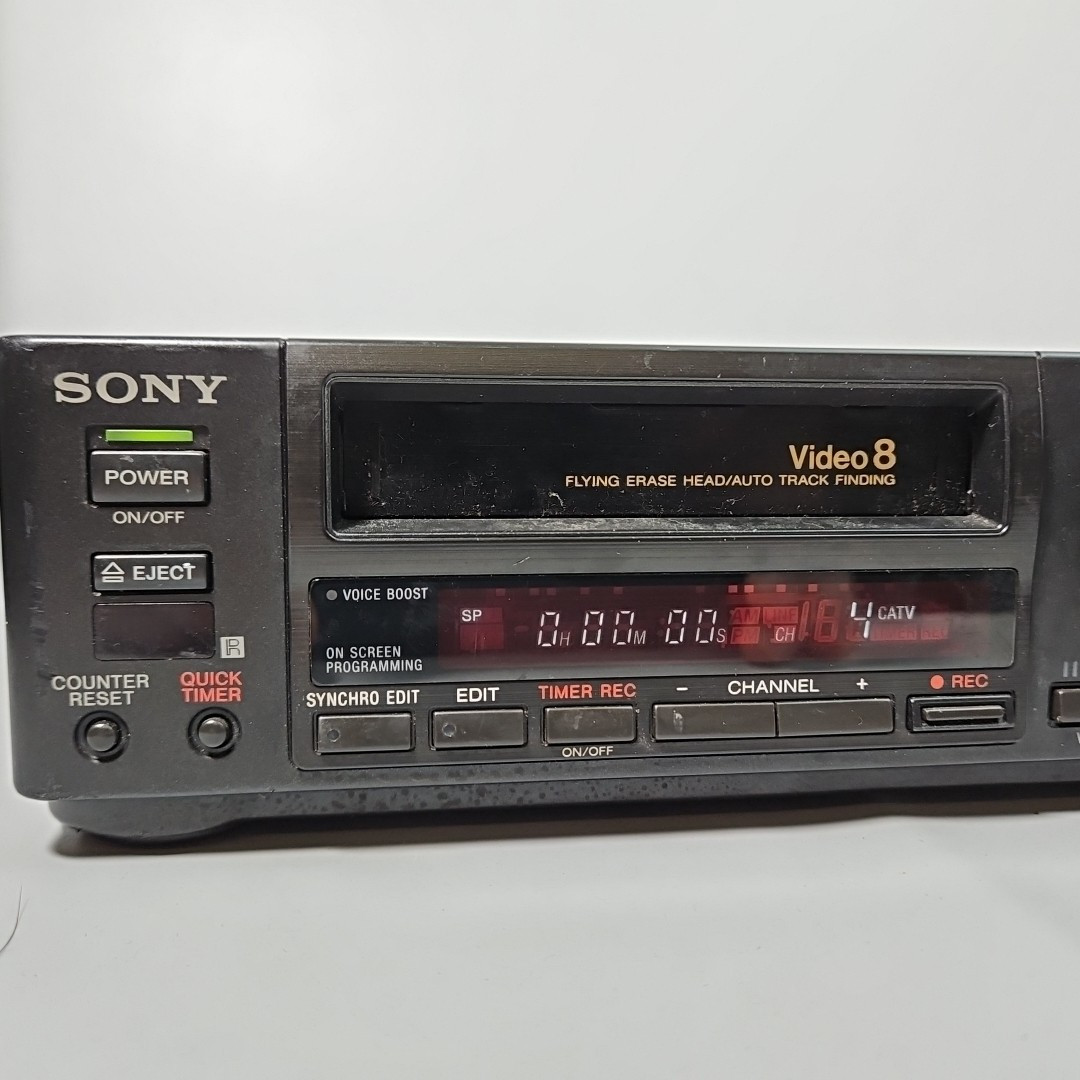 SONY
POWER
ON/OFF
EJECT
COUNTER
RESET
QUICK
TIMER
Video 8
FLYING ERASE HEAD/AUTO TRACK FINDING
VOICE BOOST
ON SCREEN
PROGRAMMING
SP
0H 00M 00S
CH
4 CATV
SYNCHRO EDIT
EDIT
TIMER REC
ON/OFF
- CHANNEL +
REC